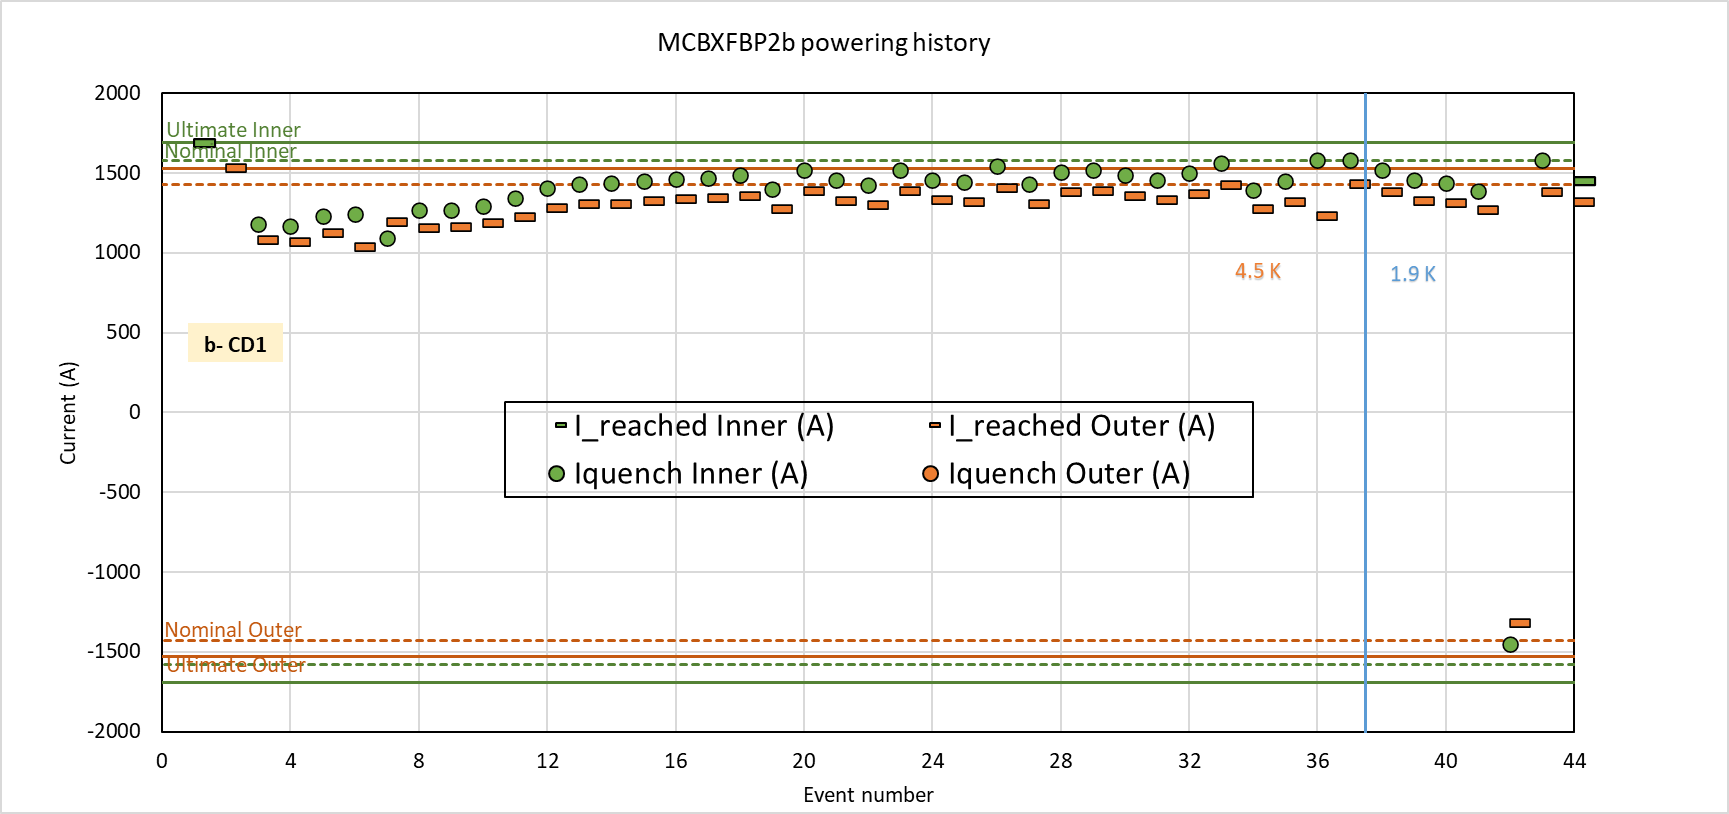 MCBXFBP2b powering history
2000
1500
1000
500
0
-500
-1000
-1500
-2000
Current (A)
Ultimate Inner
Nominal Inner
4.5 K
1.9 K
b- CD1
I_reached Inner (A)
I_reached Outer (A)
Iquench Inner (A)
Iquench Outer (A)
Nominal Outer
Ultimate Outer
0 4 8 12 16 20 24 28 32 36 40 44
Event number